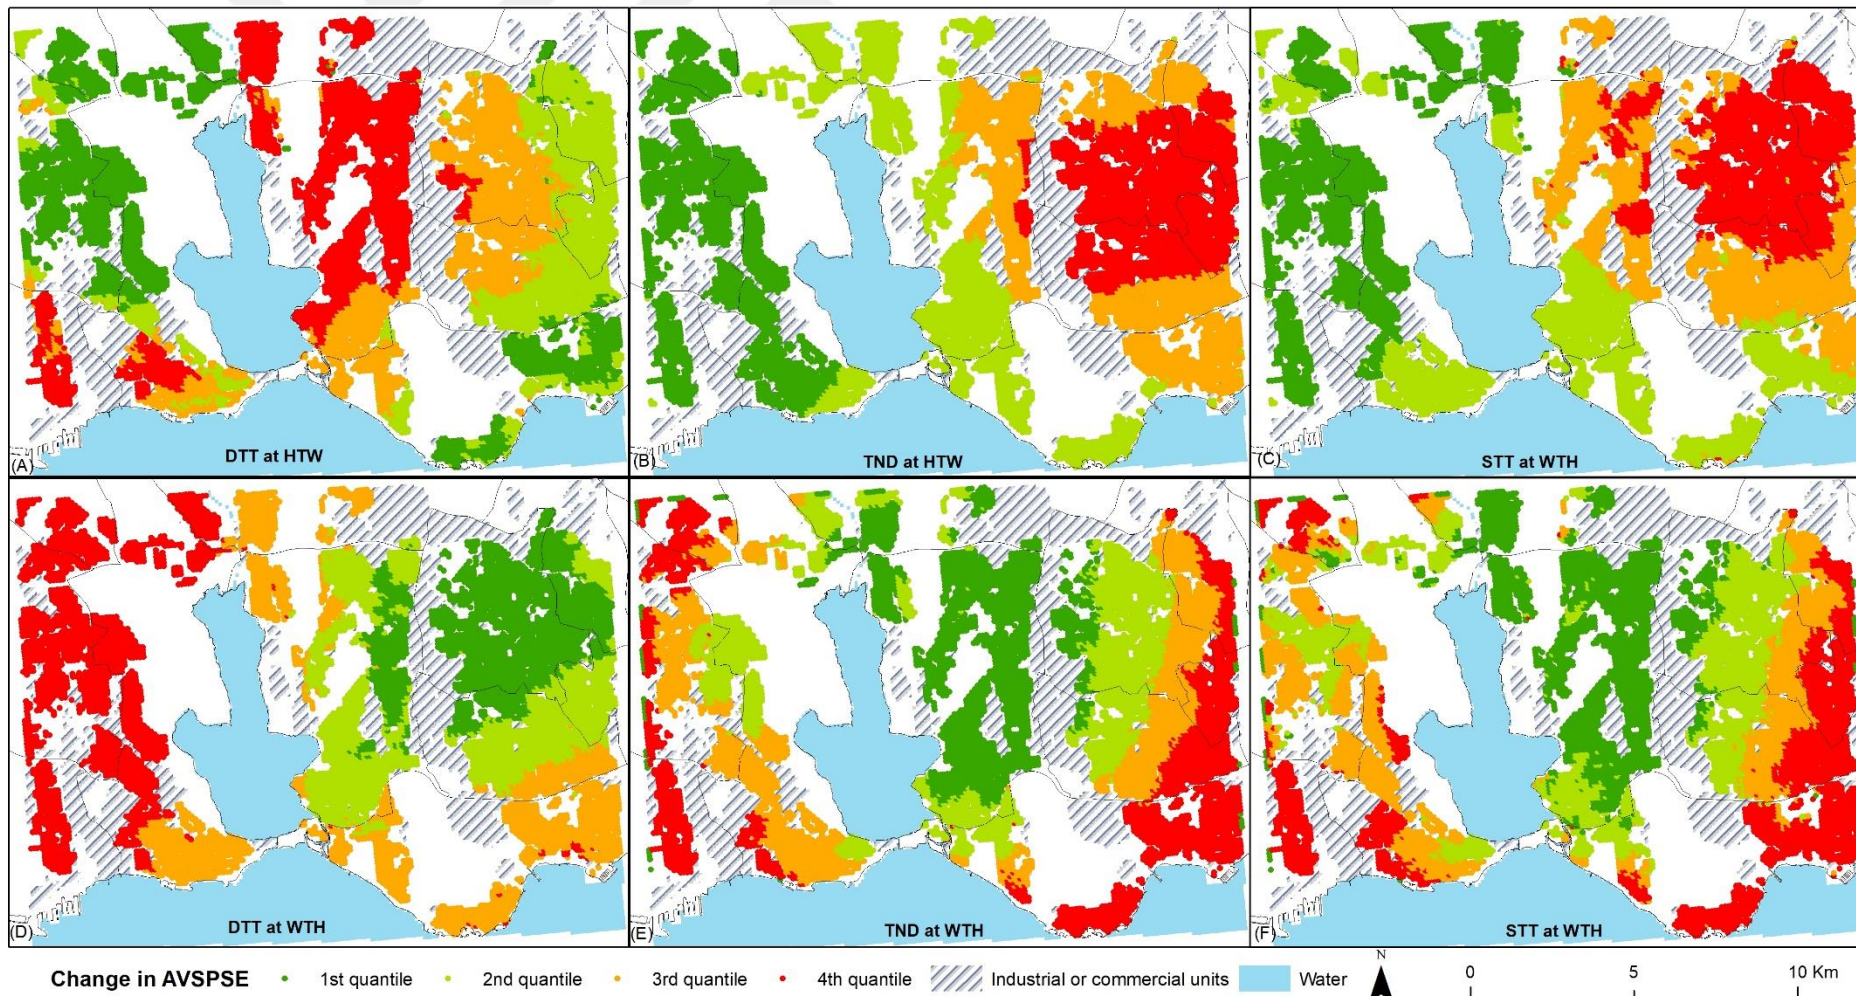 (A) DTT at HTW
(B) TND at HTW
(C) STT at WTH
(D) DTT at WTH
(E) TND at WTH
(F) STT at WTH
Change in AVSPSE 1st quantile 2nd quantile 3rd quantile 4th quantile Industrial or commercial units Water N 0 5 10 Km